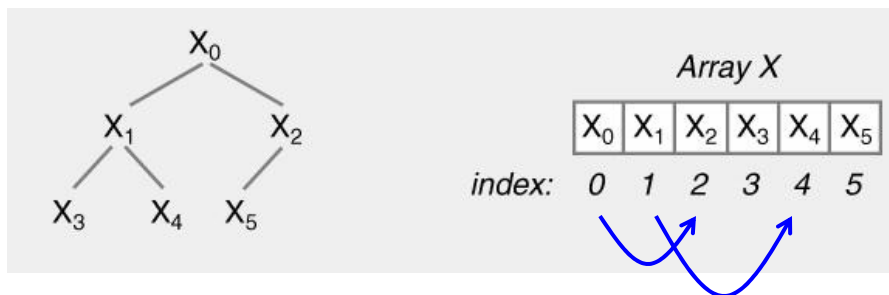 X₀
X₁ X₂
X₃ X₄ X₅
Array X
X₀ X₁ X₂ X₃ X₄ X₅
index: 0 1 2 3 4 5